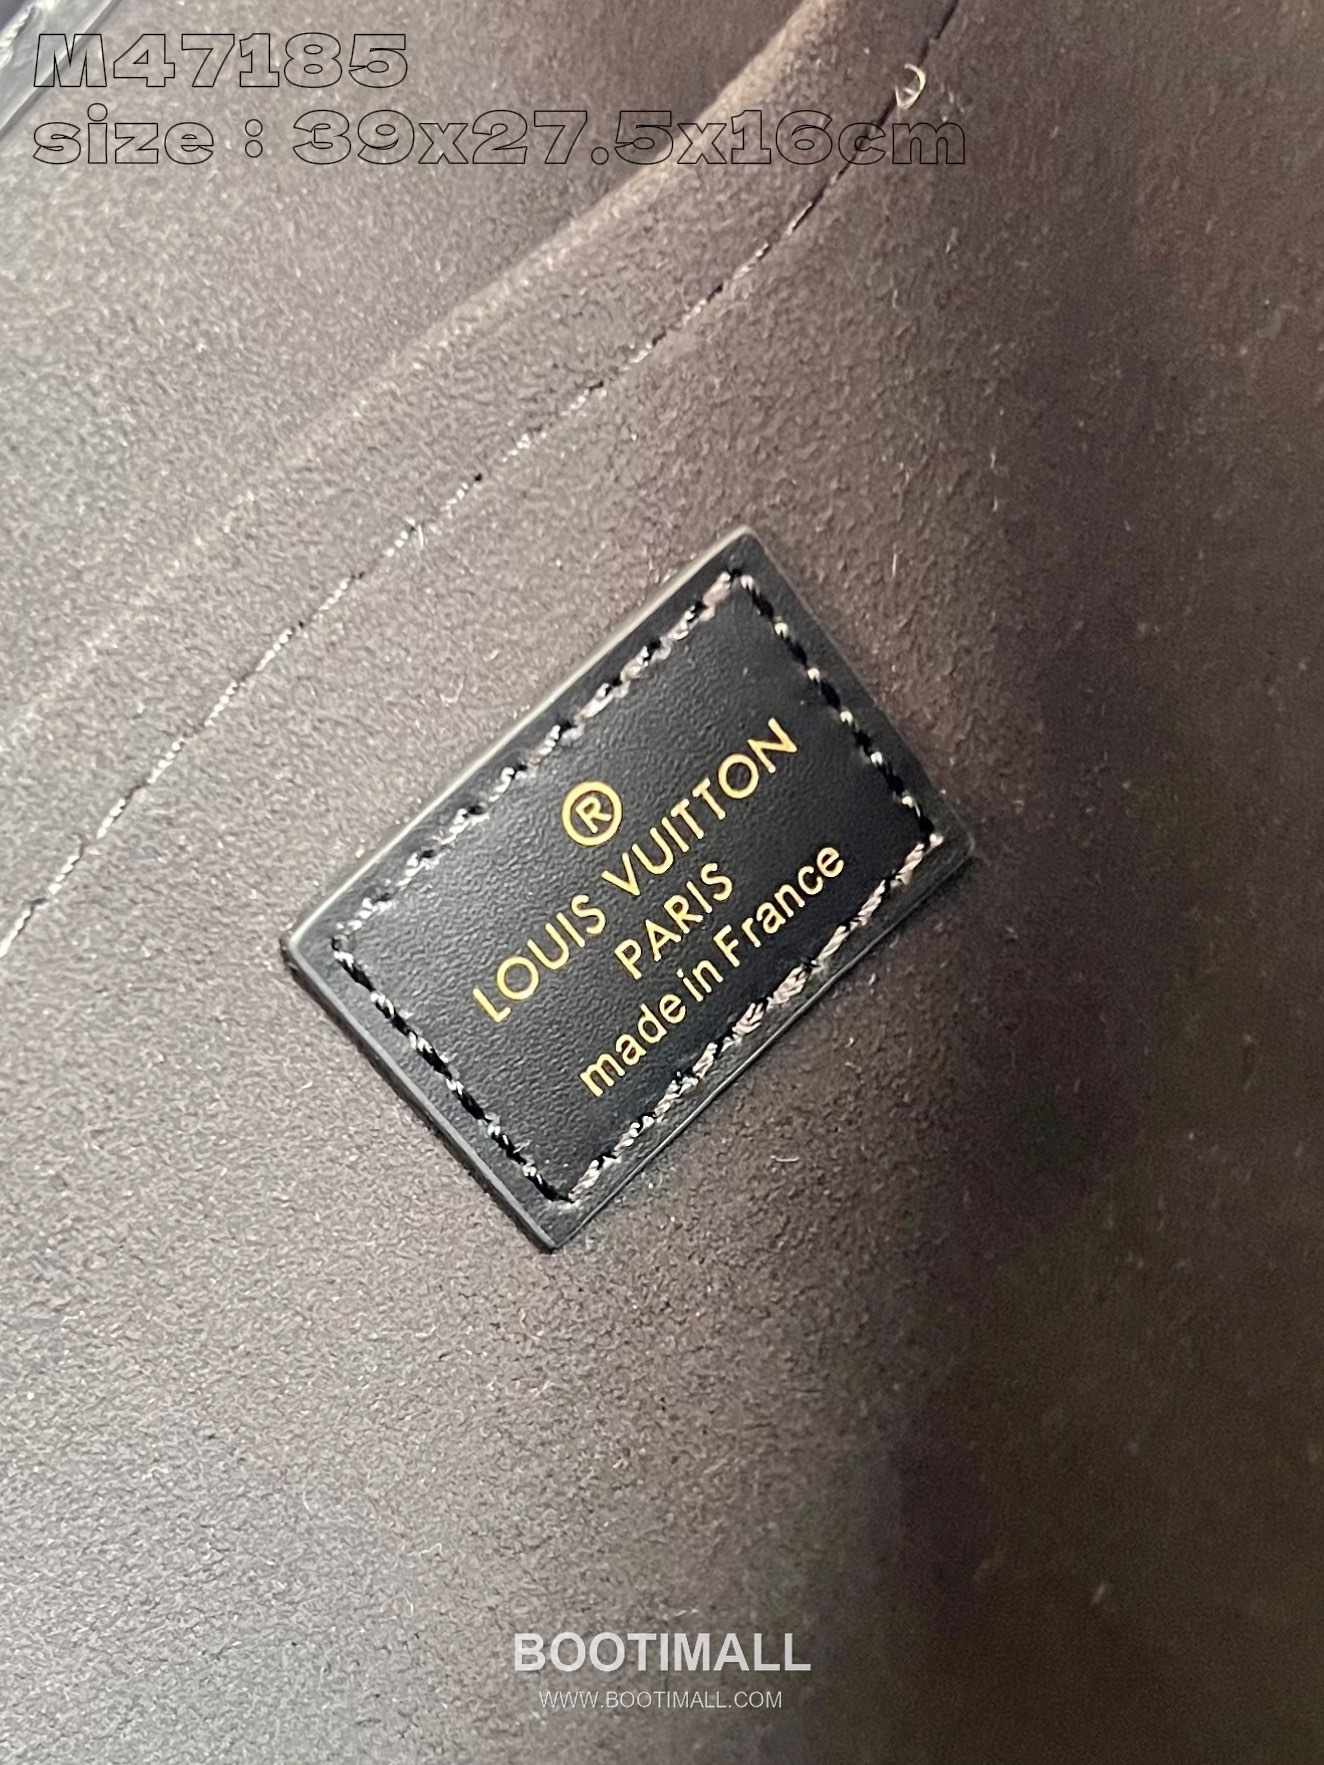 M47185
size : 39x27.5x16cm
®
LOUIS VUITTON
PARIS
made in France
BOOTIMALL
WWW.BOOTIMALL.COM